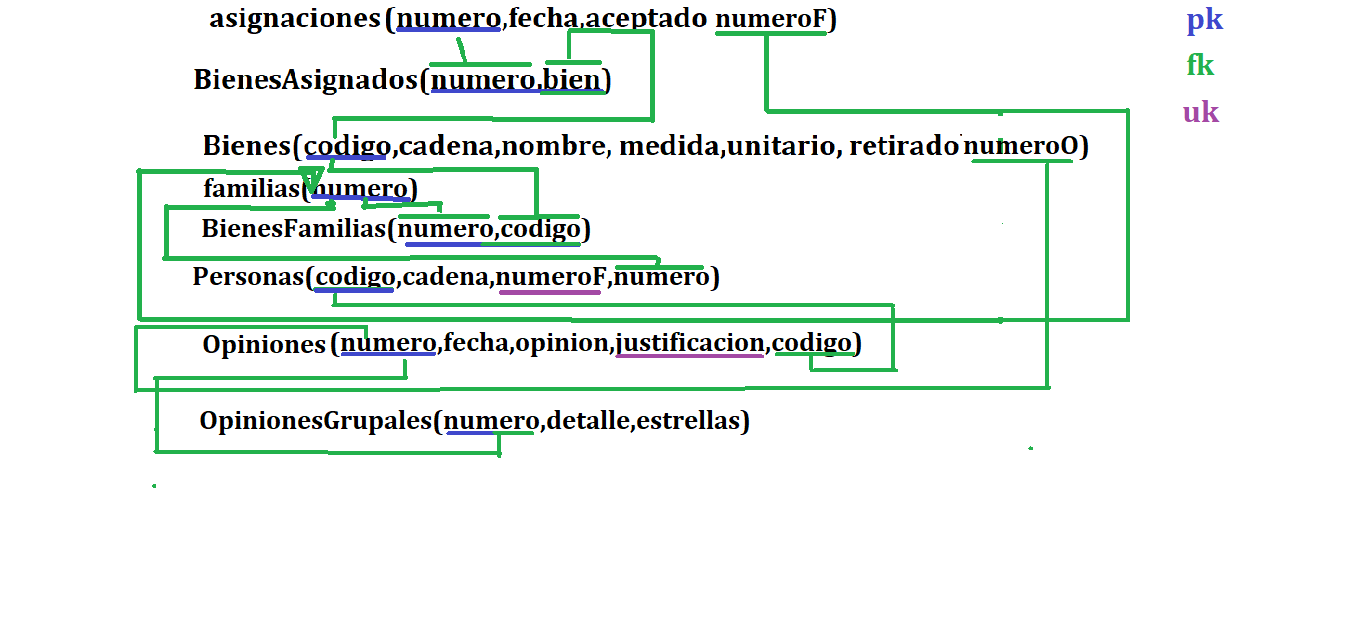 asignaciones(numero,fecha,aceptado numeroF)
pk
fk
BienesAsignados(numero,bien)
uk
Bienes(codigo,cadena,nombre, medida,unitario, retirado numeroO)
familias(numero)
BienesFamilias(numero,codigo)
Personas(codigo,cadena,numeroF,numero)
Opiniones(numero,fecha,opinion,justificacion,codigo)
OpinionesGrupales(numero,detalle,estrellas)